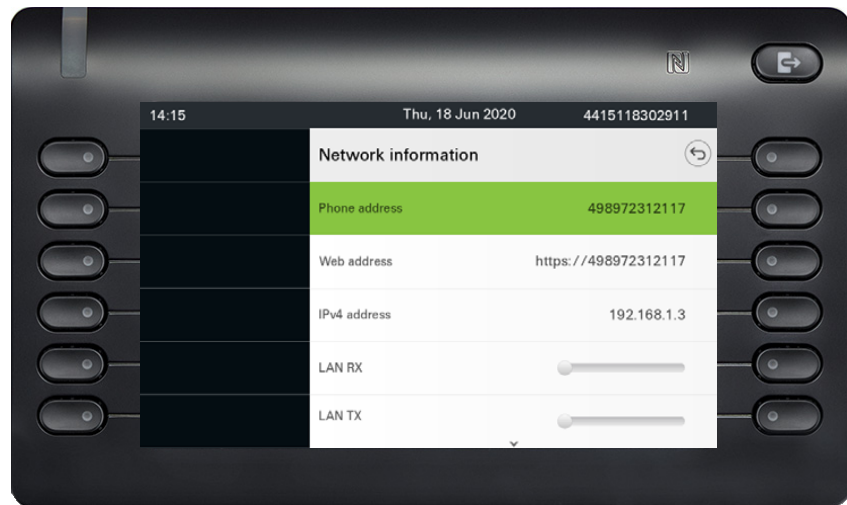 14:15 Thu, 18 Jun 2020 4415118302911
Network information
Phone address 498972312117
Web address https://498972312117
IPv4 address 192.168.1.3
LAN RX
LAN TX